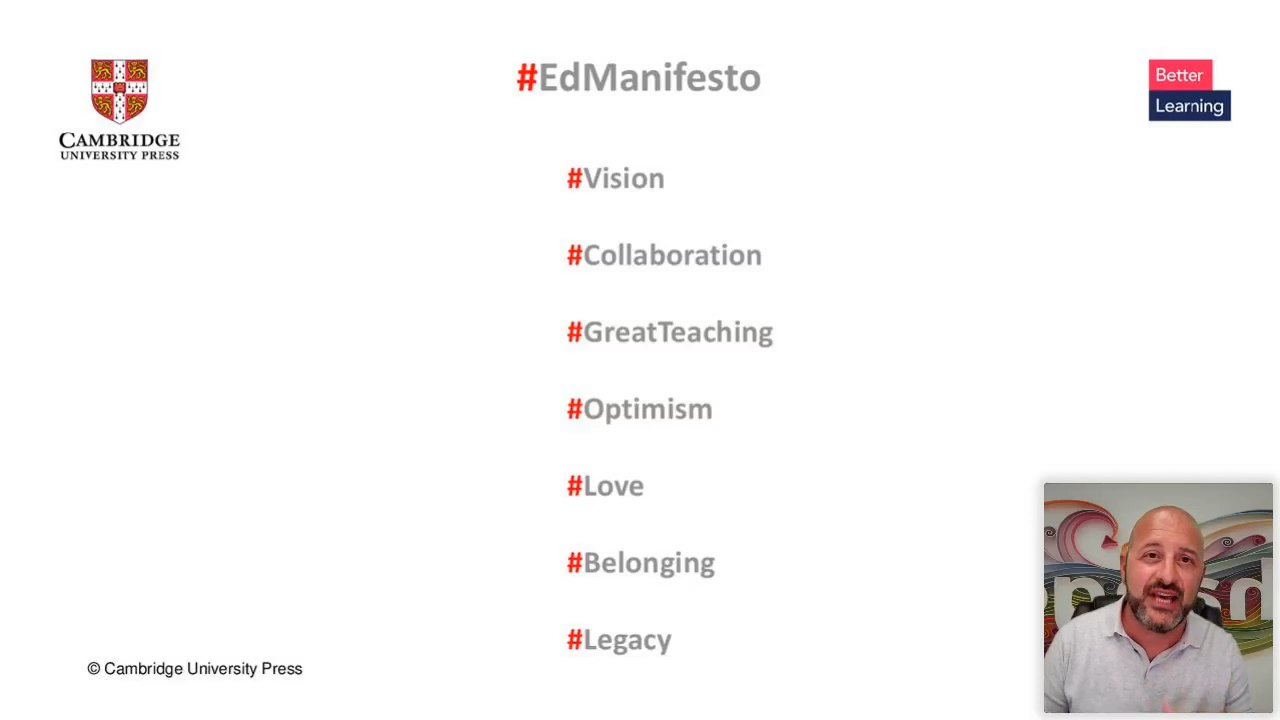 #EdManifesto
CAMBRIDGE
UNIVERSITY PRESS
Better
Learning
#Vision
#Collaboration
#GreatTeaching
#Optimism
#Love
#Belonging
#Legacy
© Cambridge University Press